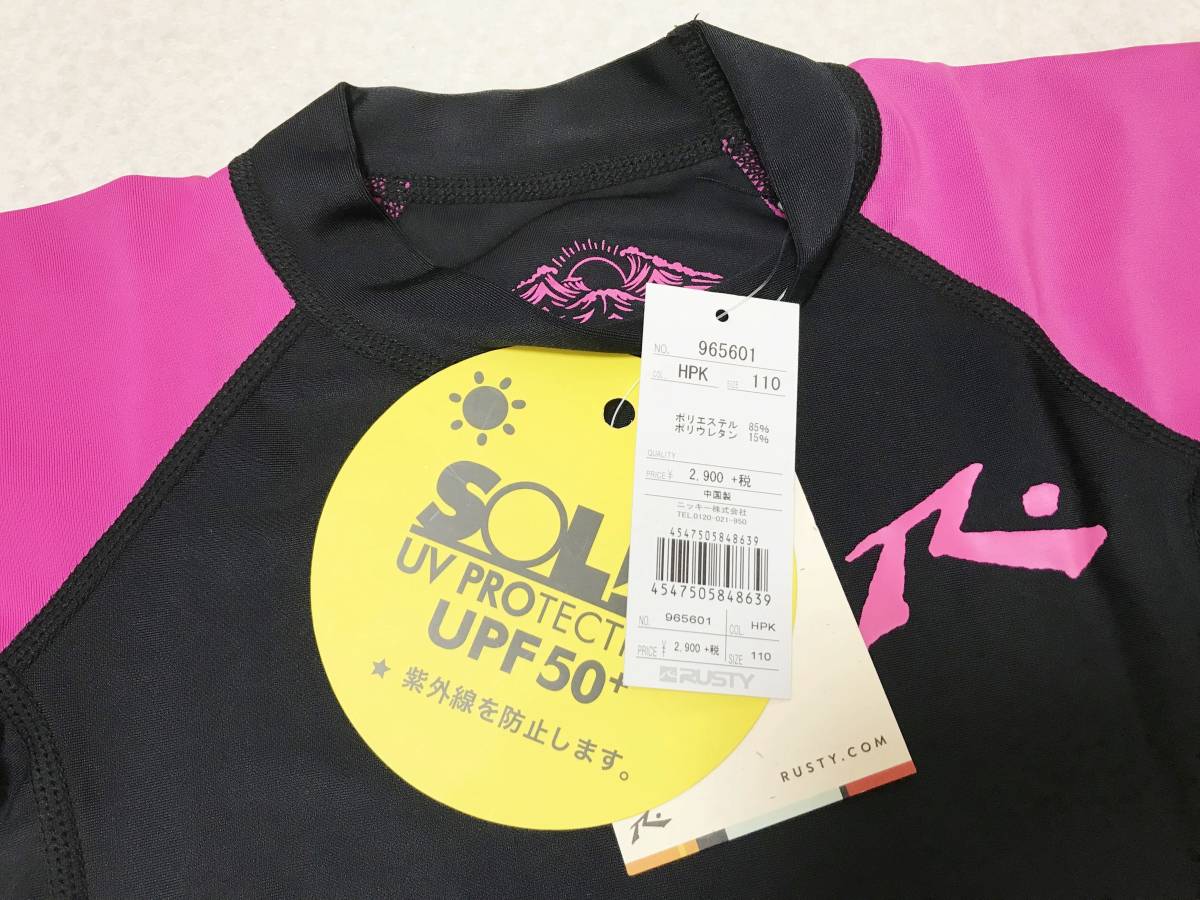 NO. 965601
COL. HPK SIZE 110
ポリエステル 85%
ポリウレタン 15%
QUALITY
PRICE ¥ 2,900 +税
中国製
ニッキー株式会社
TEL.0120-021-950
4547505848639
4547505848639
NO. 965601 COL. HPK
PRICE ¥ 2,900 +税 SIZE 110
RUSTY
UV
UPF 50+
★ 紫外線を防止します。
RUSTY.COM